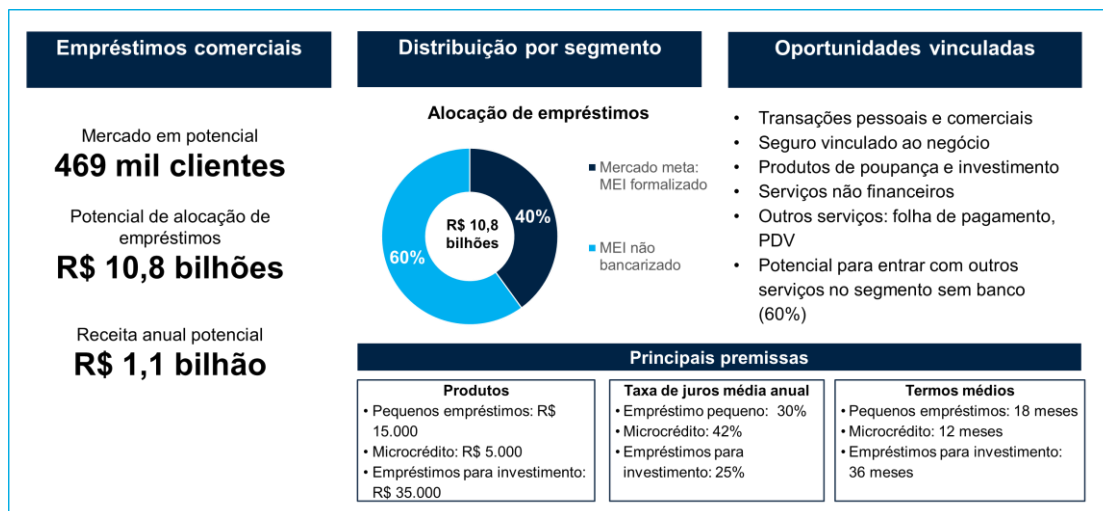 Empréstimos comerciais
Mercado em potencial
469 mil clientes
Potencial de alocação de
empréstimos
R$ 10,8 bilhões
Receita anual potencial
R$ 1,1 bilhão
Distribuição por segmento
Alocação de empréstimos
40%
60%
R$ 10,8
bilhões
Mercado meta:
MEI formalizado
MEI não
bancarizado
Oportunidades vinculadas
• Transações pessoais e comerciais
• Seguro vinculado ao negócio
• Produtos de poupança e investimento
• Serviços não financeiros
• Outros serviços: folha de pagamento,
PDV
• Potencial para entrar com outros
serviços no segmento sem banco
(60%)
Principais premissas
Produtos
• Pequenos empréstimos: R$
15.000
• Microcrédito: R$ 5.000
• Empréstimos para investimento:
R$ 35.000
Taxa de juros média anual
• Empréstimo pequeno: 30%
• Microcrédito: 42%
• Empréstimos para
investimento: 25%
Termos médios
• Pequenos empréstimos: 18 meses
• Microcrédito: 12 meses
• Empréstimos para investimento:
36 meses